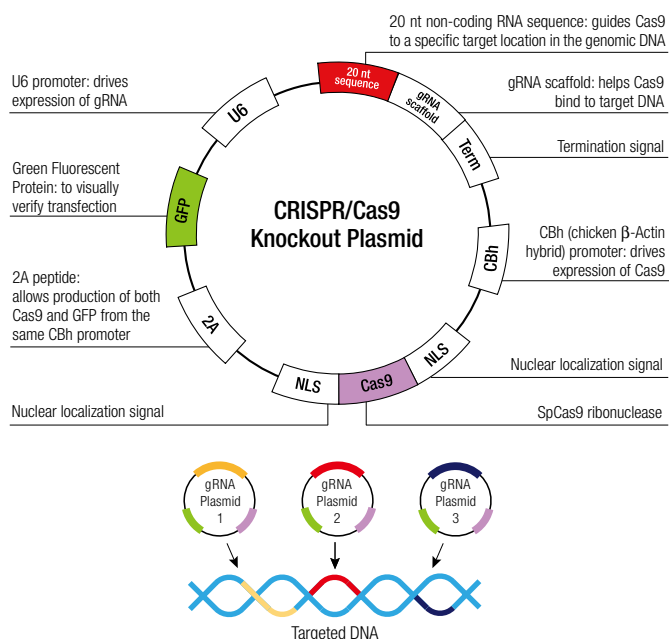 20 nt non-coding RNA sequence: guides Cas9
to a specific target location in the genomic DNA
U6 promoter: drives
expression of gRNA
gRNA scaffold: helps Cas9
bind to target DNA
Termination signal
Green Fluorescent
Protein: to visually
verify transfection
CBh (chicken β-Actin
hybrid) promoter: drives
expression of Cas9
2A peptide:
allows production of both
Cas9 and GFP from the
same CBh promoter
Nuclear localization signal
Nuclear localization signal
SpCas9 ribonuclease
CRISPR/Cas9
Knockout Plasmid
20 nt
sequence
gRNA
scaffold
Term
CBh
NLS
Cas9
NLS
2A
GFP
U6
gRNA
Plasmid
1
gRNA
Plasmid
2
gRNA
Plasmid
3
Targeted DNA